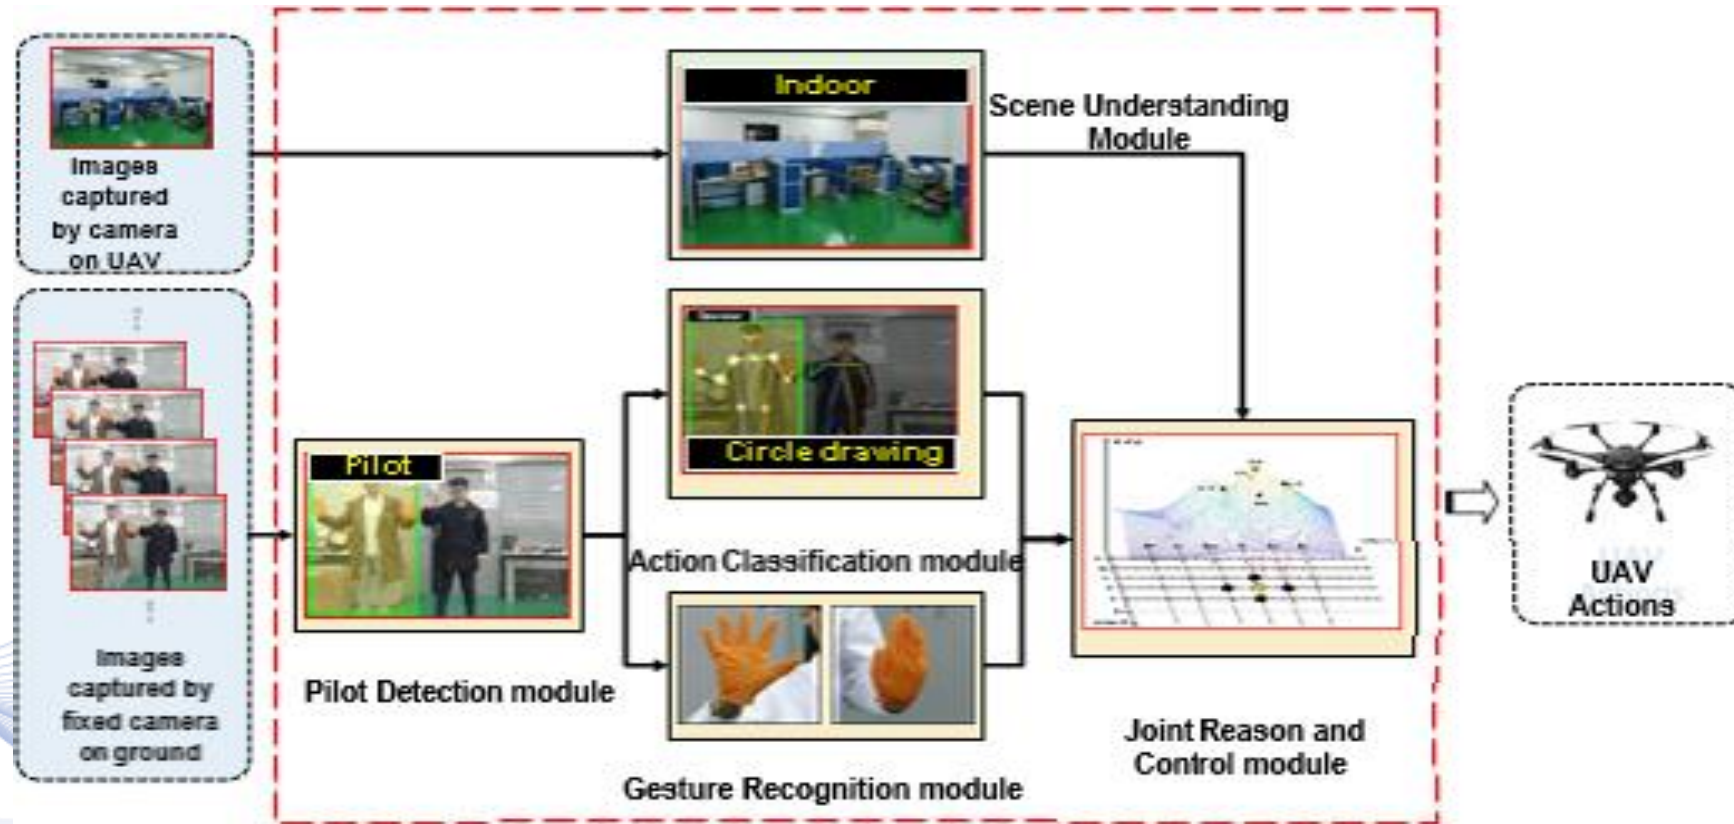 Images
captured
by camera
on UAV
Indoor
Scene Understanding
Module
Images
captured by
fixed camera
on ground
Pilot
Pilot Detection module
Circle drawing
Action Classification module
Gesture Recognition module
Joint Reason and
Control module
UAV
Actions